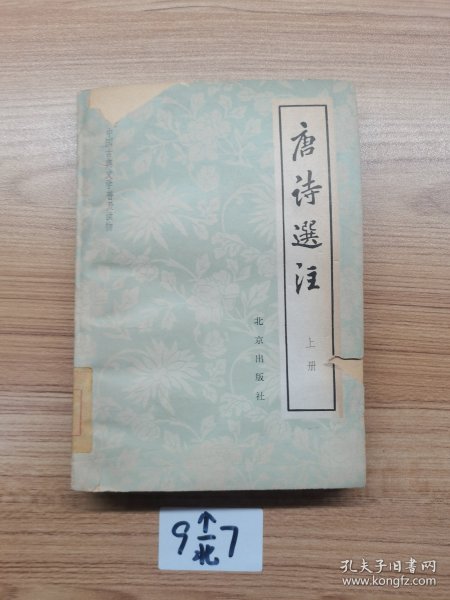 中国古典文学普及读物
唐诗選注
上册
北京出版社
9 ↑ 7
北
孔夫子旧书网
www.kongfz.com